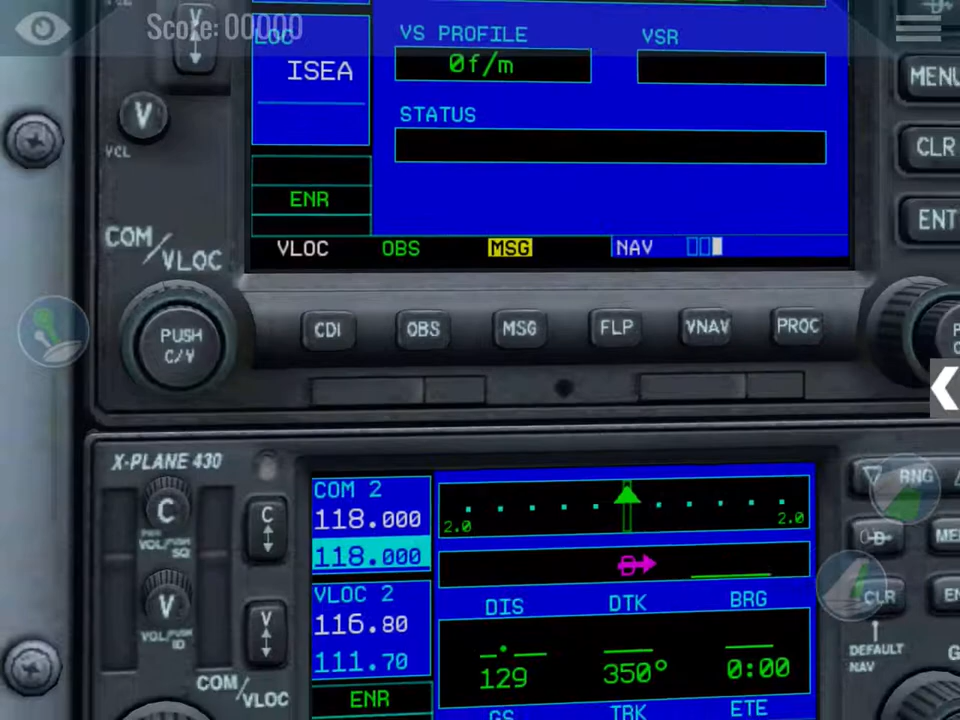 Score: 00000
V
LOC
ISEA
VS PROFILE
0f/m
VSR
STATUS
MENU
CLR
ENT
V
VCL
ENR
COM/VLOC
VLOC OBS MSG NAV
PUSH
C/V
CDI OBS MSG FLP VNAV PROC
X-PLANE 430
C
C
V
VOL/PUSH
ID
V
COM/VLOC
COM 2
118.000
118.000
VLOC 2
116.80
111.70
ENR
2.0 2.0
DIS DTK BRG
_._ _ ___ ___
129 350° 0:00
GS TRK ETE
RNG
CLR
DEFAULT
NAV